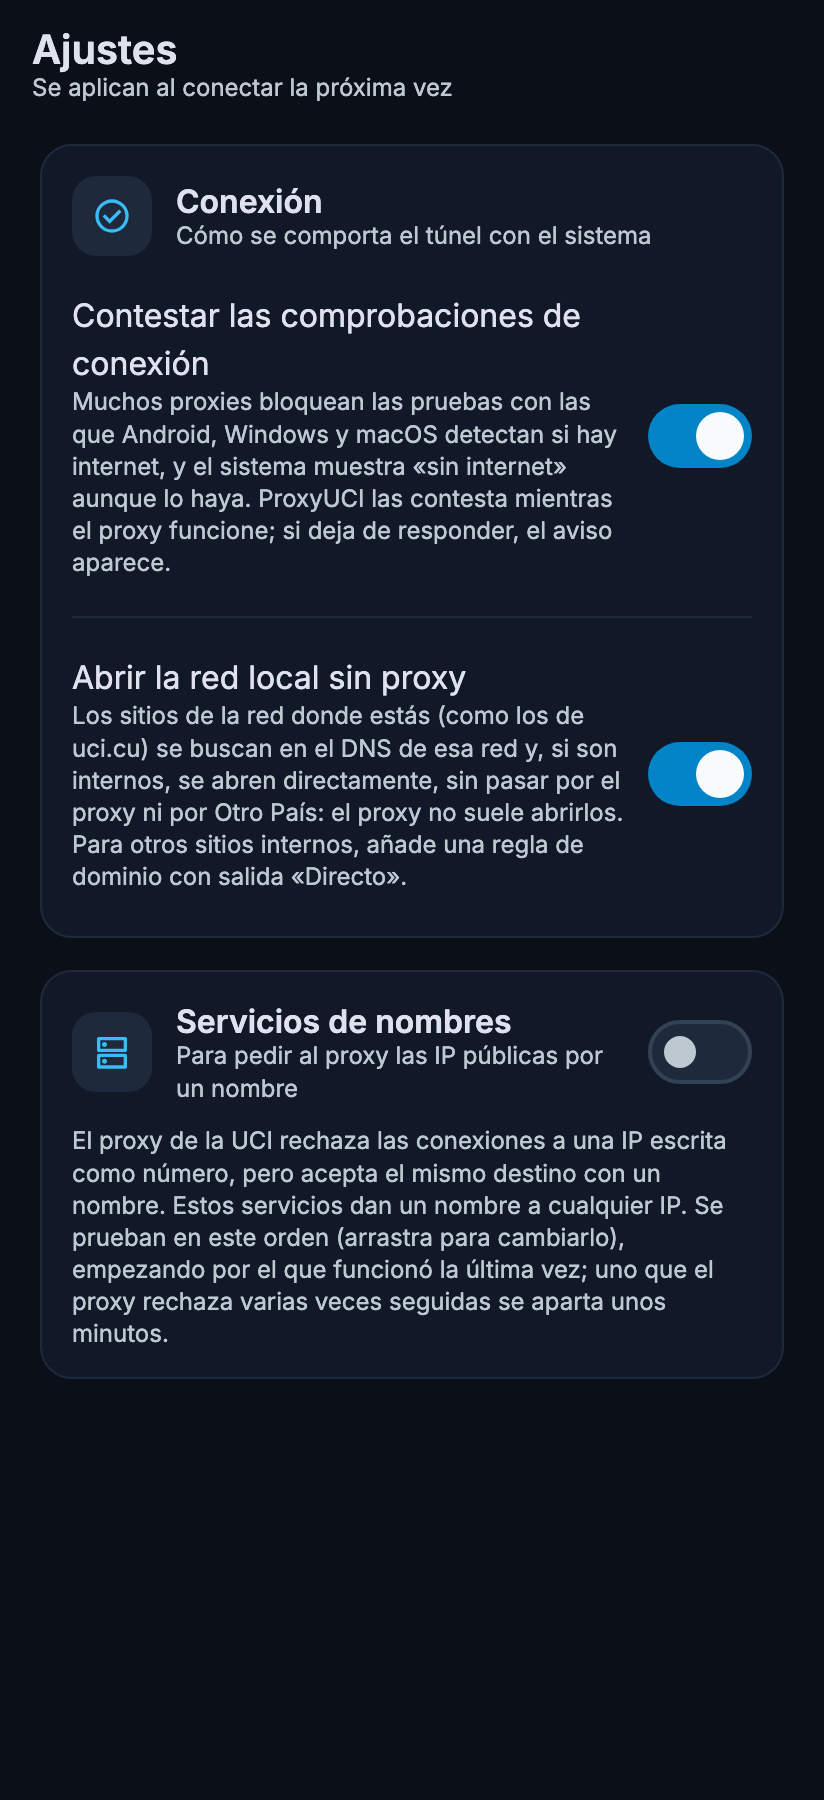 Ajustes
Se aplican al conectar la próxima vez
Conexión
Cómo se comporta el túnel con el sistema
Contestar las comprobaciones de
conexión
Muchos proxies bloquean las pruebas con las
que Android, Windows y macOS detectan si hay
internet, y el sistema muestra «sin internet»
aunque lo haya. ProxyUCI las contesta mientras
el proxy funcione; si deja de responder, el aviso
aparece.
Abrir la red local sin proxy
Los sitios de la red donde estás (como los de
uci.cu) se buscan en el DNS de esa red y, si son
internos, se abren directamente, sin pasar por el
proxy ni por Otro País: el proxy no suele abrirlos.
Para otros sitios internos, añade una regla de
dominio con salida «Directo».
Servicios de nombres
Para pedir al proxy las IP públicas por
un nombre
El proxy de la UCI rechaza las conexiones a una IP escrita
como número, pero acepta el mismo destino con un
nombre. Estos servicios dan un nombre a cualquier IP. Se
prueban en este orden (arrastra para cambiarlo),
empezando por el que funcionó la última vez; uno que el
proxy rechaza varias veces seguidas se aparta unos
minutos.